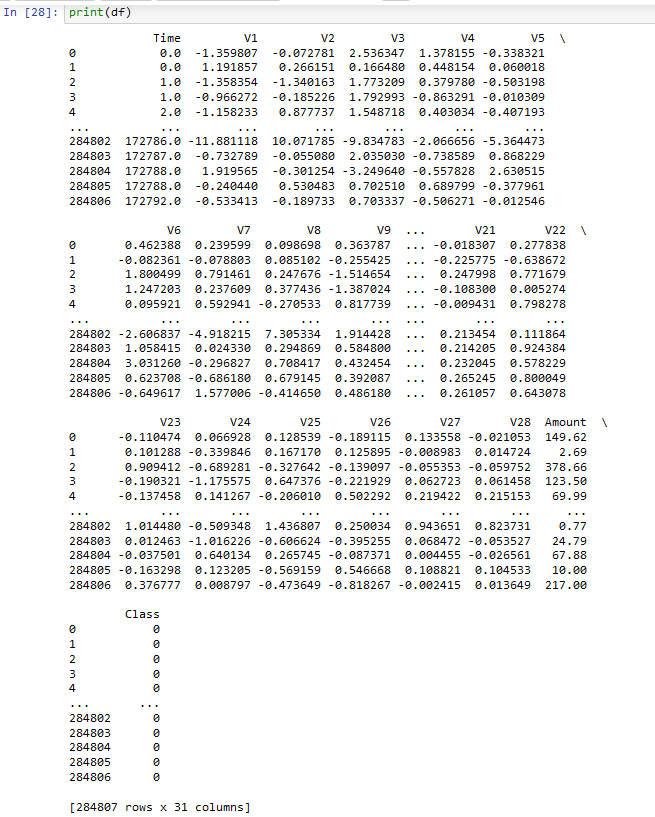 In [28]: print(df)
Time V1 V2 V3 V4 V5 \
0 0.0 -1.359807 -0.072781 2.536347 1.378155 -0.338321
1 0.0 1.191857 0.266151 0.166480 0.448154 0.060018
2 1.0 -1.358354 -1.340163 1.773209 0.379780 -0.503198
3 1.0 -0.966272 -0.185226 1.792993 -0.863291 -0.010309
4 2.0 -1.158233 0.877737 1.548718 0.403034 -0.407193
... ... ... ... ... ... ...
284802 172786.0 -11.881118 10.071785 -9.834783 -2.066656 -5.364473
284803 172787.0 -0.732789 -0.055080 2.035030 -0.738589 0.868229
284804 172788.0 1.919565 -0.301254 -3.249640 -0.557828 2.630515
284805 172788.0 -0.240440 0.530483 0.702510 0.689799 -0.377961
284806 172792.0 -0.533413 -0.189733 0.703337 -0.506271 -0.012546
V6 V7 V8 V9 ... V21 V22 \
0 0.462388 0.239599 0.098698 0.363787 ... -0.018307 0.277838
1 -0.082361 -0.078803 0.085102 -0.255425 ... -0.225775 -0.638672
2 1.800499 0.791461 0.247676 -1.514654 ... 0.247998 0.771679
3 1.247203 0.237609 0.377436 -1.387024 ... -0.108300 0.005274
4 0.095921 0.592941 -0.270533 0.817739 ... -0.009431 0.798278
... ... ... ... ... ... ... ...
284802 -2.606837 -4.918215 7.305334 1.914428 ... 0.213454 0.111864
284803 1.058415 0.024330 0.294869 0.584800 ... 0.214205 0.924384
284804 3.031260 -0.296827 0.708417 0.432454 ... 0.232045 0.578229
284805 0.623708 -0.686180 0.679145 0.392087 ... 0.265245 0.800049
284806 -0.649617 1.577006 -0.414650 0.486180 ... 0.261057 0.643078
V23 V24 V25 V26 V27 V28 Amount \
0 -0.110474 0.066928 0.128539 -0.189115 0.133558 -0.021053 149.62
1 0.101288 -0.339846 0.167170 0.125895 -0.008983 0.014724 2.69
2 0.909412 -0.689281 -0.327642 -0.139097 -0.055353 -0.059752 378.66
3 -0.190321 -1.175575 0.647376 -0.221929 0.062723 0.061458 123.50
4 -0.137458 0.141267 -0.206010 0.502292 0.219422 0.215153 69.99
... ... ... ... ... ... ... ...
284802 1.014480 -0.509348 1.436807 0.250034 0.943651 0.823731 0.77
284803 0.012463 -1.016226 -0.606624 -0.395255 0.068472 -0.053527 24.79
284804 -0.037501 0.640134 0.265745 -0.087371 0.004455 -0.026561 67.88
284805 -0.163298 0.123205 -0.569159 0.546668 0.108821 0.104533 10.00
284806 0.376777 0.008797 -0.473649 -0.818267 -0.002415 0.013649 217.00
Class
0 0
1 0
2 0
3 0
4 0
... ...
284802 0
284803 0
284804 0
284805 0
284806 0
[284807 rows x 31 columns]